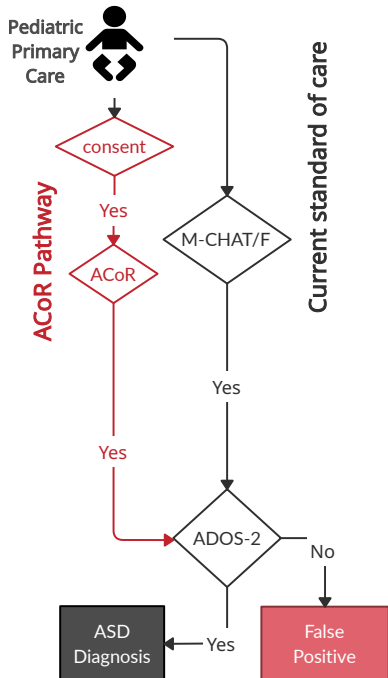 Pediatric
Primary
Care
consent
Yes
ACoR
ACoR Pathway
Yes
M-CHAT/F
Current standard of care
Yes
ADOS-2
No
Yes
ASD
Diagnosis
False
Positive